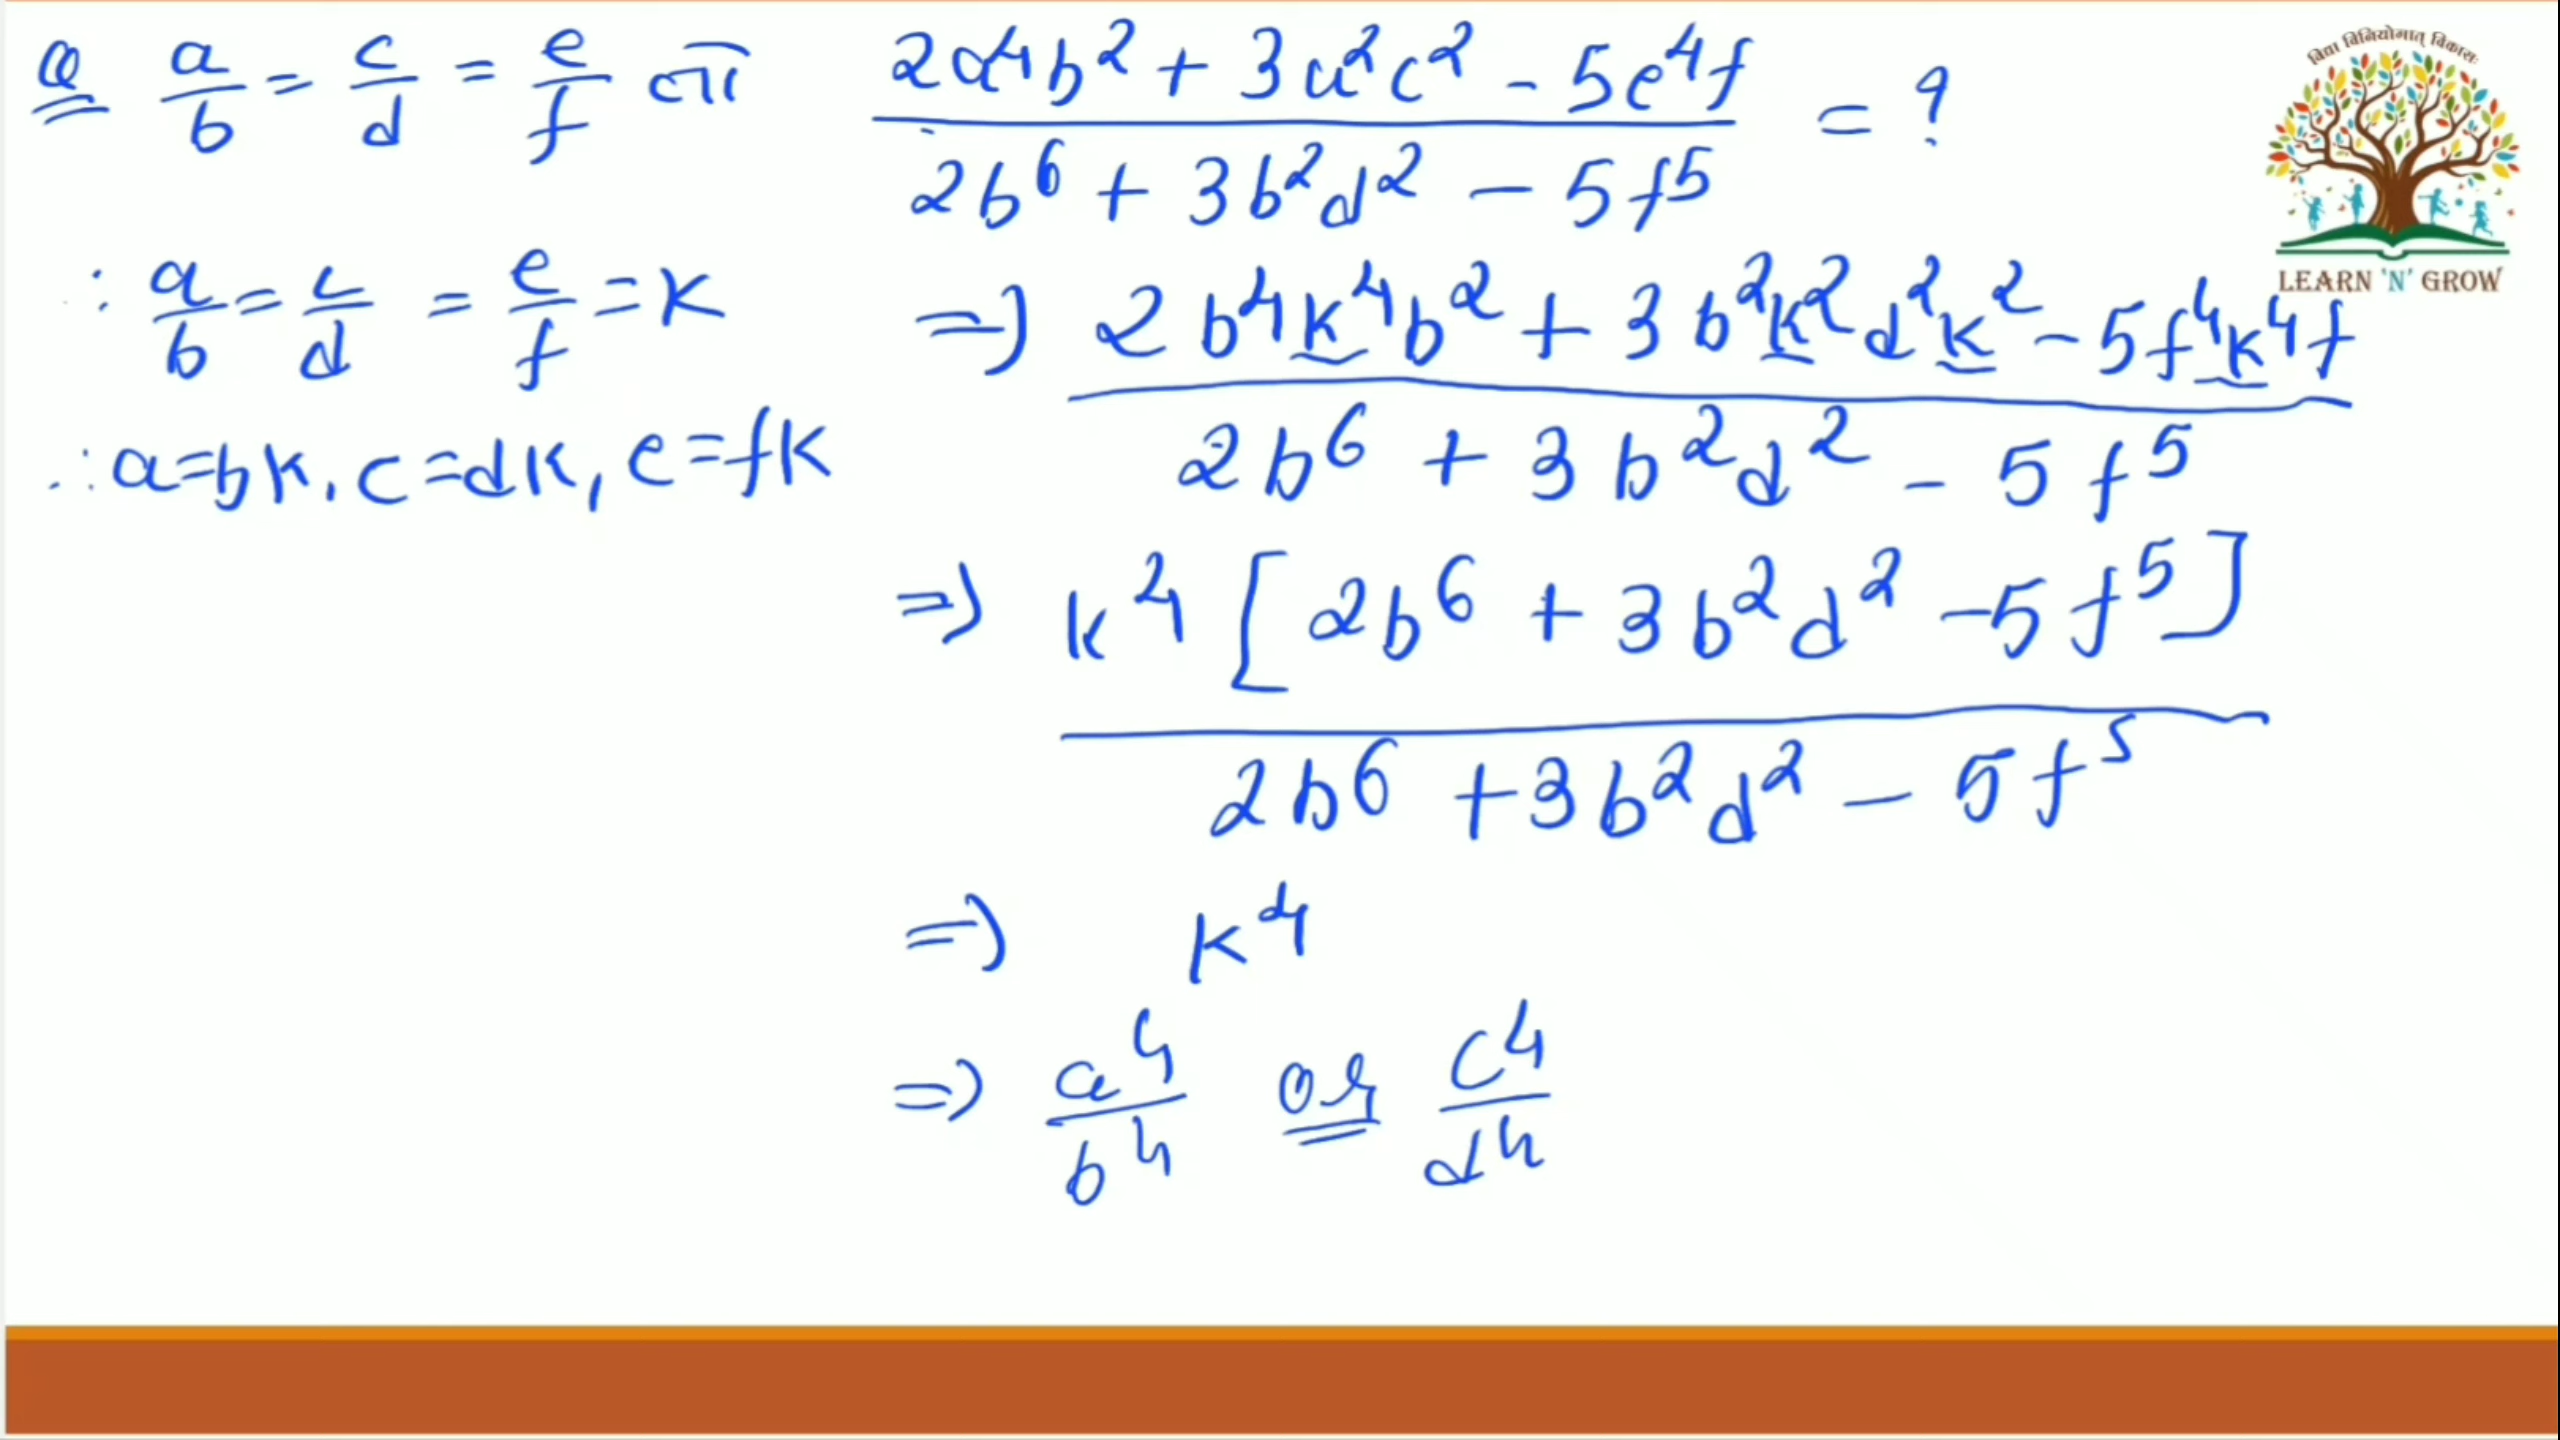 Q a/b = c/d = e/f तो (2a⁴b² + 3a²c² - 5e⁴f) / (2b⁶ + 3b²d² - 5f⁵) = ?
विद्या विनियोगात् विकासः
LEARN 'N' GROW
∵ a/b = c/d = e/f = K
⇒ (2b⁴k⁴b² + 3b²k²d²k² - 5f⁴k⁴f) / (2b⁶ + 3b²d² - 5f⁵)
∴ a=bK, c=dK, e=fK
⇒ k⁴[2b⁶ + 3b²d² - 5f⁵] / (2b⁶ + 3b²d² - 5f⁵)
⇒ K⁴
⇒ a⁴/b⁴ or c⁴/d⁴